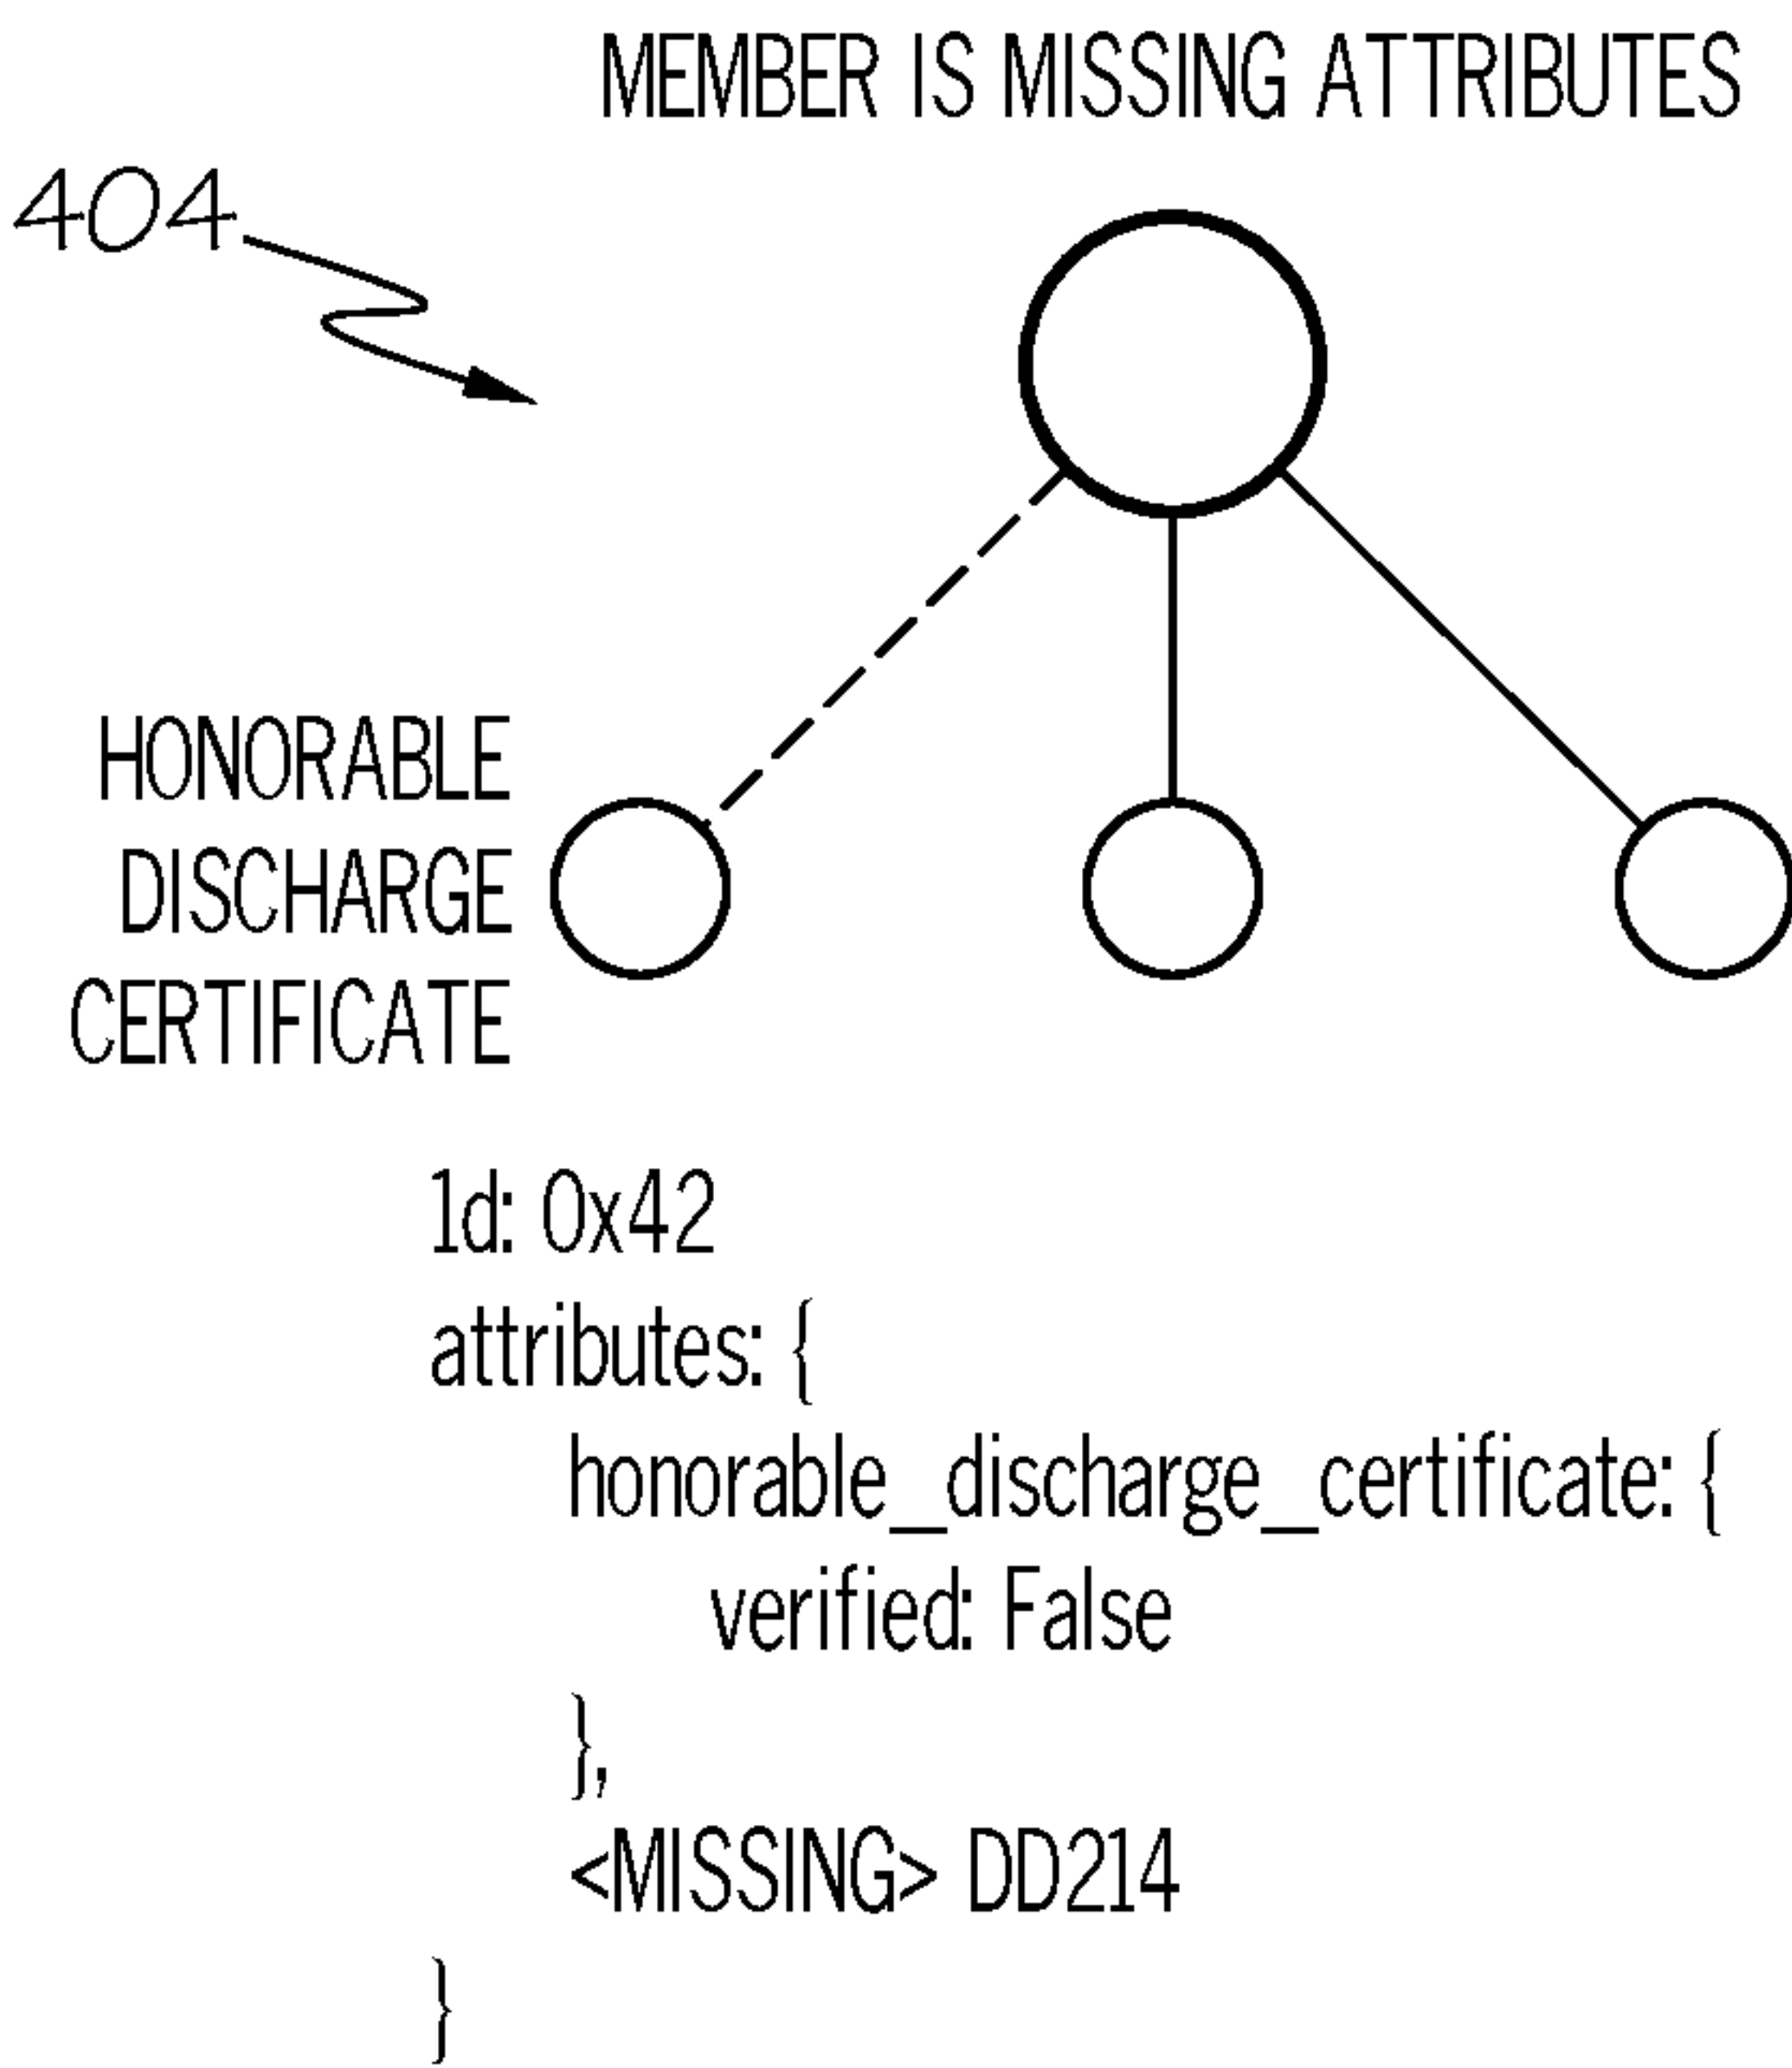 MEMBER IS MISSING ATTRIBUTES
404
HONORABLE
DISCHARGE
CERTIFICATE
1d: 0x42
attributes: {
honorable_discharge_certificate: {
verified: False
},
<MISSING> DD214
}